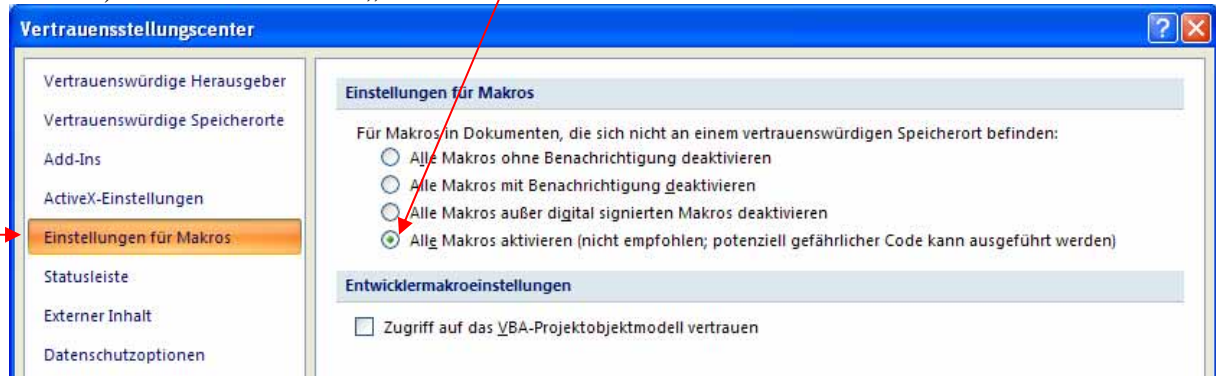 Vertrauensstellungscenter
Vertrauenswürdige Herausgeber
Vertrauenswürdige Speicherorte
Add-Ins
ActiveX-Einstellungen
Einstellungen für Makros
Statusleiste
Externer Inhalt
Datenschutzoptionen
Einstellungen für Makros
Für Makros in Dokumenten, die sich nicht an einem vertrauenswürdigen Speicherort befinden:
Alle Makros ohne Benachrichtigung deaktivieren
Alle Makros mit Benachrichtigung deaktivieren
Alle Makros außer digital signierten Makros deaktivieren
Alle Makros aktivieren (nicht empfohlen; potenziell gefährlicher Code kann ausgeführt werden)
Entwicklermakroeinstellungen
Zugriff auf das VBA-Projektobjektmodell vertrauen